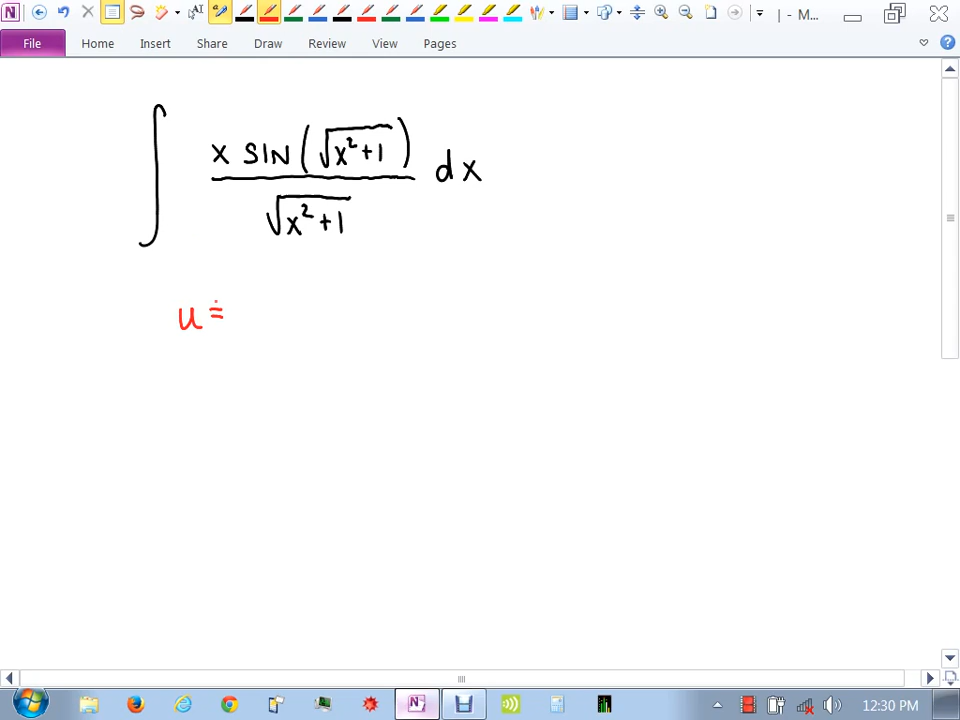 - M...
File Home Insert Share Draw Review View Pages
∫ x SIN(√x²+1) / √x²+1 dx
u =
12:30 PM